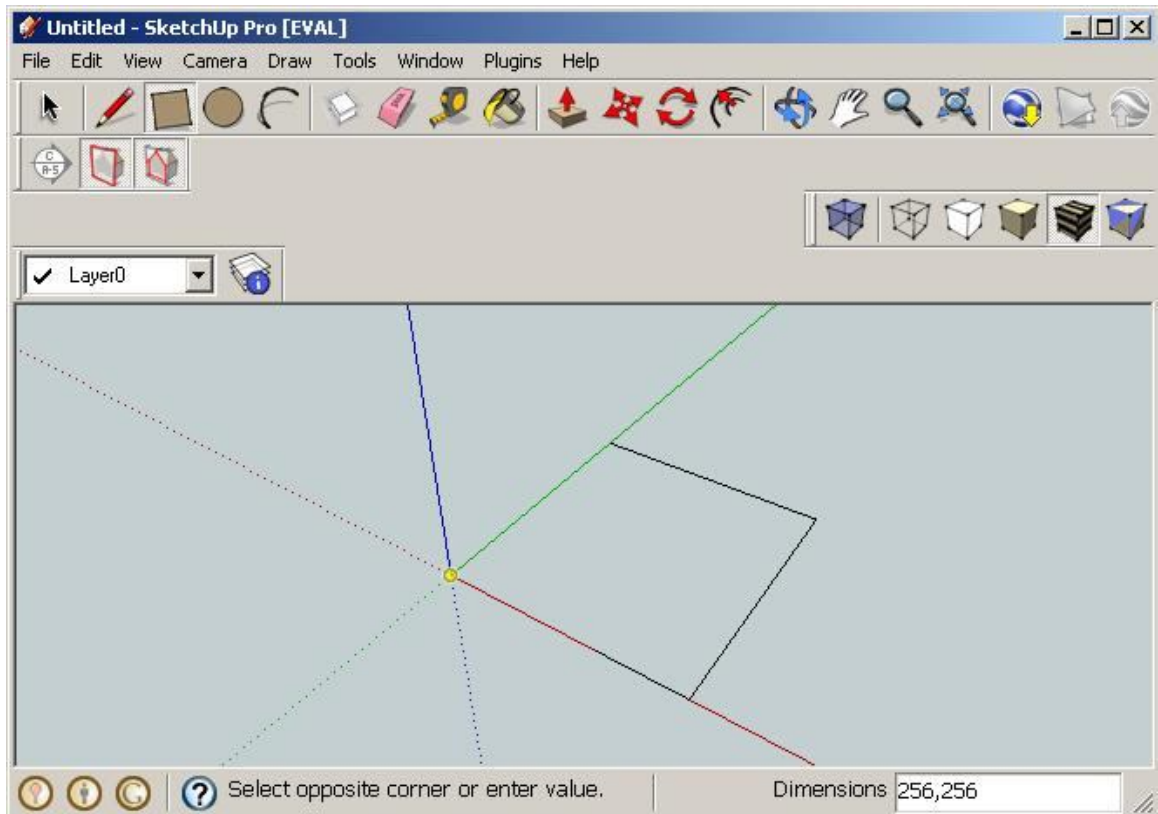 Untitled - SketchUp Pro [EVAL]
File Edit View Camera Draw Tools Window Plugins Help
C
A-5
Layer0
Select opposite corner or enter value.
Dimensions 256,256